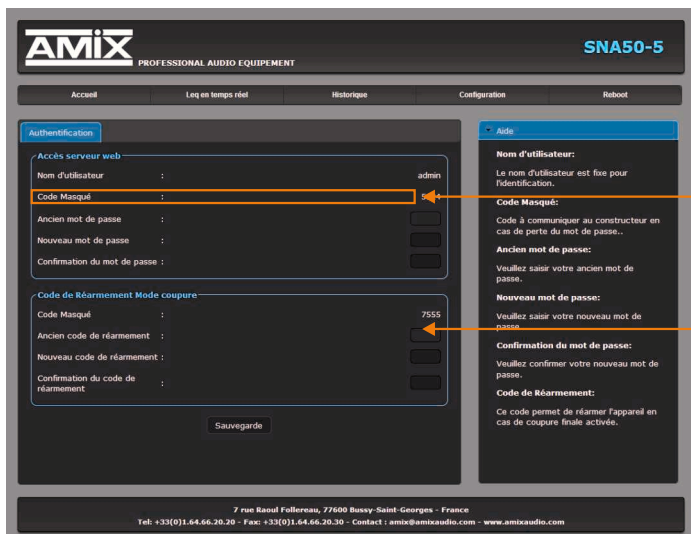 AMIX
PROFESSIONAL AUDIO EQUIPEMENT
SNA50-5
Accueil
Leq en temps réel
Historique
Configuration
Reboot
Authentification
Accès serveur web
Nom d'utilisateur : admin
Code Masqué :
Ancien mot de passe :
Nouveau mot de passe :
Confirmation du mot de passe :
Code de Réarmement Mode coupure
Code Masqué : 7555
Ancien code de réarmement :
Nouveau code de réarmement :
Confirmation du code de
réarmement :
Sauvegarde
Aide
Nom d'utilisateur:
Le nom d'utilisateur est fixe pour
l'identification.
Code Masqué:
Code à communiquer au constructeur en
cas de perte du mot de passe..
Ancien mot de passe:
Veuillez saisir votre ancien mot de
passe.
Nouveau mot de passe:
Veuillez saisir votre nouveau mot de
passe
Confirmation du mot de passe:
Veuillez confirmer votre nouveau mot de
passe.
Code de Réarmement:
Ce code permet de réarmer l'appareil en
cas de coupure finale activée.
7 rue Raoul Follereau, 77600 Bussy-Saint-Georges - France
Tel: +33(0)1.64.66.20.20 - Fax: +33(0)1.64.66.20.30 - Contact : amix@amixaudio.com - www.amixaudio.com